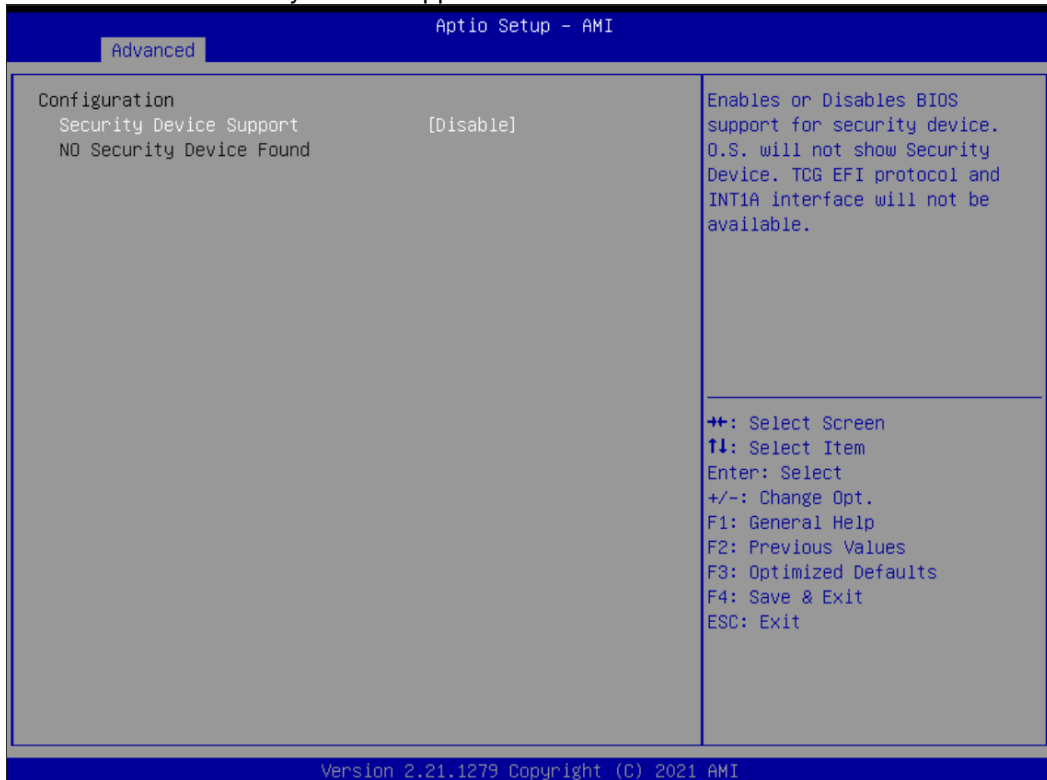 Aptio Setup - AMI
Advanced
Configuration
Security Device Support [Disable]
NO Security Device Found
Enables or Disables BIOS
support for security device.
O.S. will not show Security
Device. TCG EFI protocol and
INT1A interface will not be
available.
→←: Select Screen
↑↓: Select Item
Enter: Select
+/-: Change Opt.
F1: General Help
F2: Previous Values
F3: Optimized Defaults
F4: Save & Exit
ESC: Exit
Version 2.21.1279 Copyright (C) 2021 AMI